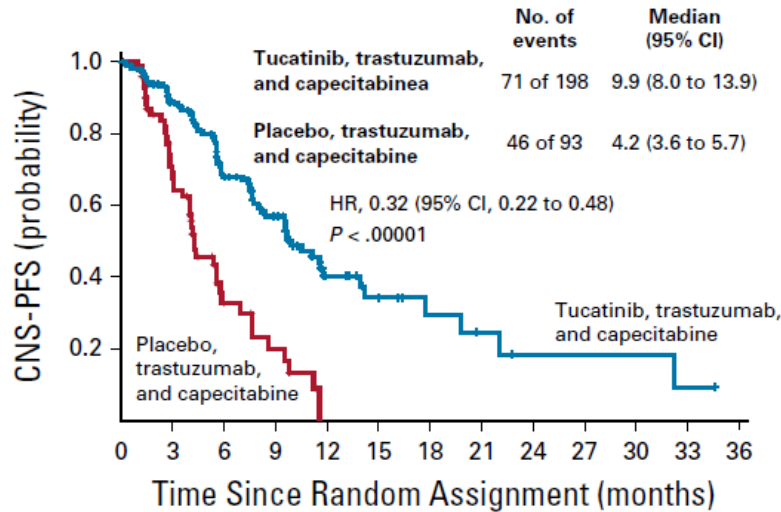 No. of events
Median (95% CI)
Tucatinib, trastuzumab,
and capecitabinea
71 of 198
9.9 (8.0 to 13.9)
Placebo, trastuzumab,
and capecitabine
46 of 93
4.2 (3.6 to 5.7)
HR, 0.32 (95% CI, 0.22 to 0.48)
P < .00001
CNS-PFS (probability)
1.0
0.8
0.6
0.4
0.2
Tucatinib, trastuzumab,
and capecitabine
Placebo,
trastuzumab,
and capecitabine
0 3 6 9 12 15 18 21 24 27 30 33 36
Time Since Random Assignment (months)